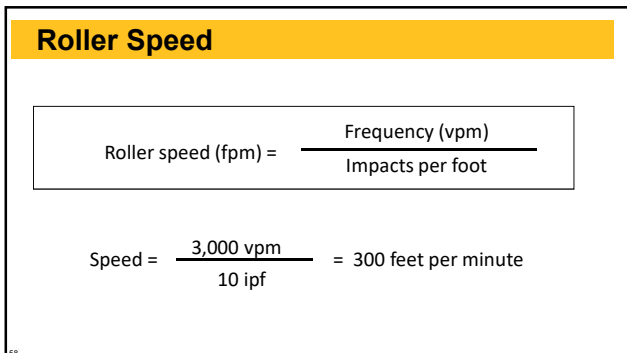 Roller Speed
Frequency (vpm)
Roller speed (fpm) =
Impacts per foot
3,000 vpm
Speed =
= 300 feet per minute
10 ipf